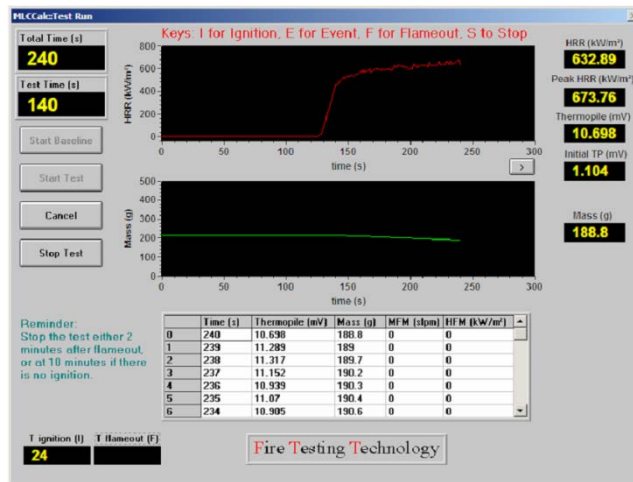 MLCCalc:Test Run
Keys: I for Ignition, E for Event, F for Flameout, S to Stop
Total Time (s)
240
Test Time (s)
140
Start Baseline
Start Test
Cancel
Stop Test
HRR (kW/m²)
800
600
400
200
0
0 50 100 150 200 250 300
time (s)
>
Mass (g)
500
400
300
200
100
0
0 50 100 150 200 250 300
time (s)
HRR (kW/m²)
632.89
Peak HRR (kW/m²)
673.76
Thermopile (mV)
10.698
Initial TP (mV)
1.104
Mass (g)
188.8
Reminder:
Stop the test either 2
minutes after flameout,
or at 10 minutes if there
is no ignition.
Time (s) Thermopile (mV) Mass (g) MFM (slpm) HFM (kW/m²)
0 240 10.698 188.8 0 0
1 239 11.289 189 0 0
2 238 11.317 189.7 0 0
3 237 11.152 190.2 0 0
4 236 10.939 190.3 0 0
5 235 11.07 190.4 0 0
6 234 10.905 190.6 0 0
T ignition (I) T flameout (F)
24
Fire Testing Technology